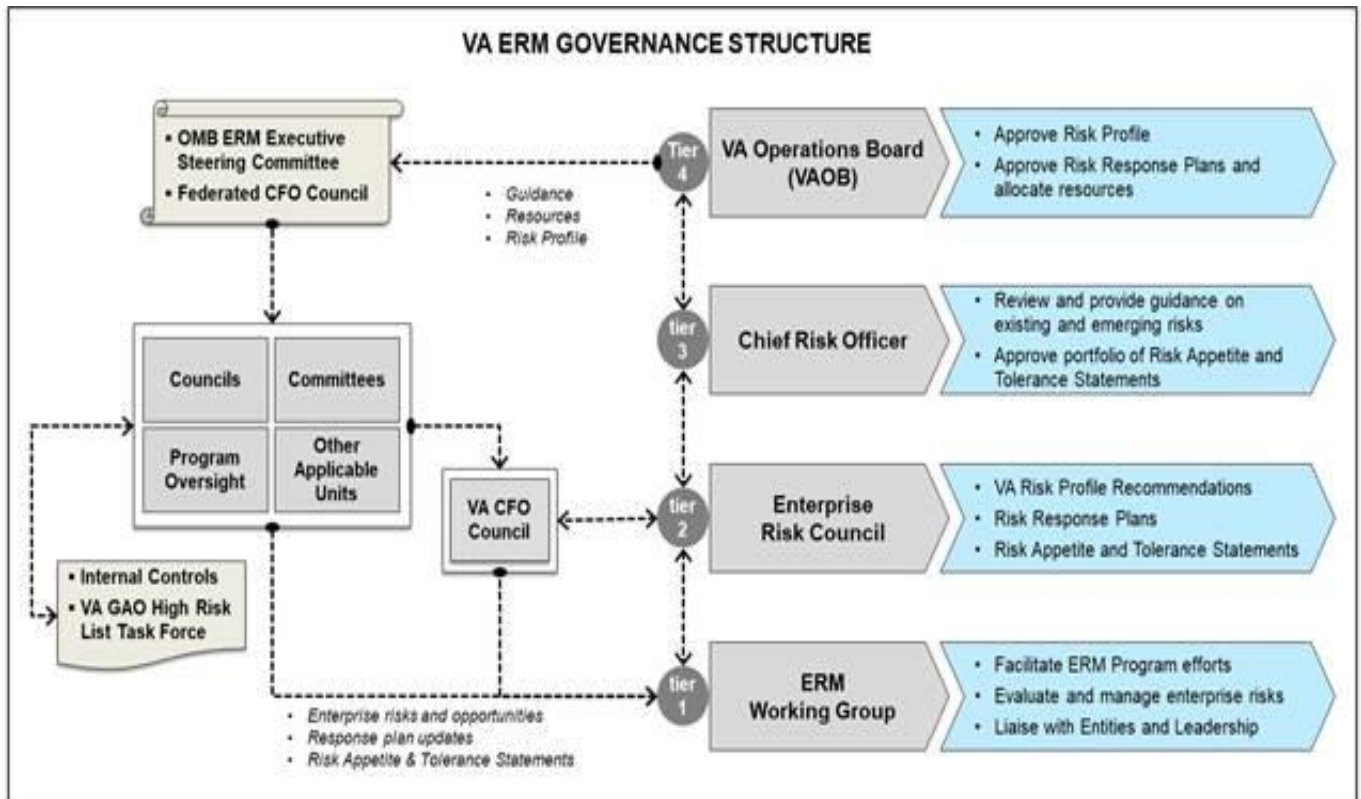 VA ERM GOVERNANCE STRUCTURE
▪ OMB ERM Executive
Steering Committee
▪ Federated CFO Council
• Guidance
• Resources
• Risk Profile
Tier
4
VA Operations Board
(VAOB)
• Approve Risk Profile
• Approve Risk Response Plans and
allocate resources
tier
3
Chief Risk Officer
• Review and provide guidance on
existing and emerging risks
• Approve portfolio of Risk Appetite and
Tolerance Statements
Councils
Committees
Program
Oversight
Other
Applicable
Units
VA CFO
Council
tier
2
Enterprise
Risk Council
• VA Risk Profile Recommendations
• Risk Response Plans
• Risk Appetite and Tolerance Statements
▪ Internal Controls
▪ VA GAO High Risk
List Task Force
• Enterprise risks and opportunities
• Response plan updates
• Risk Appetite & Tolerance Statements
tier
1
ERM
Working Group
• Facilitate ERM Program efforts
• Evaluate and manage enterprise risks
• Liaise with Entities and Leadership